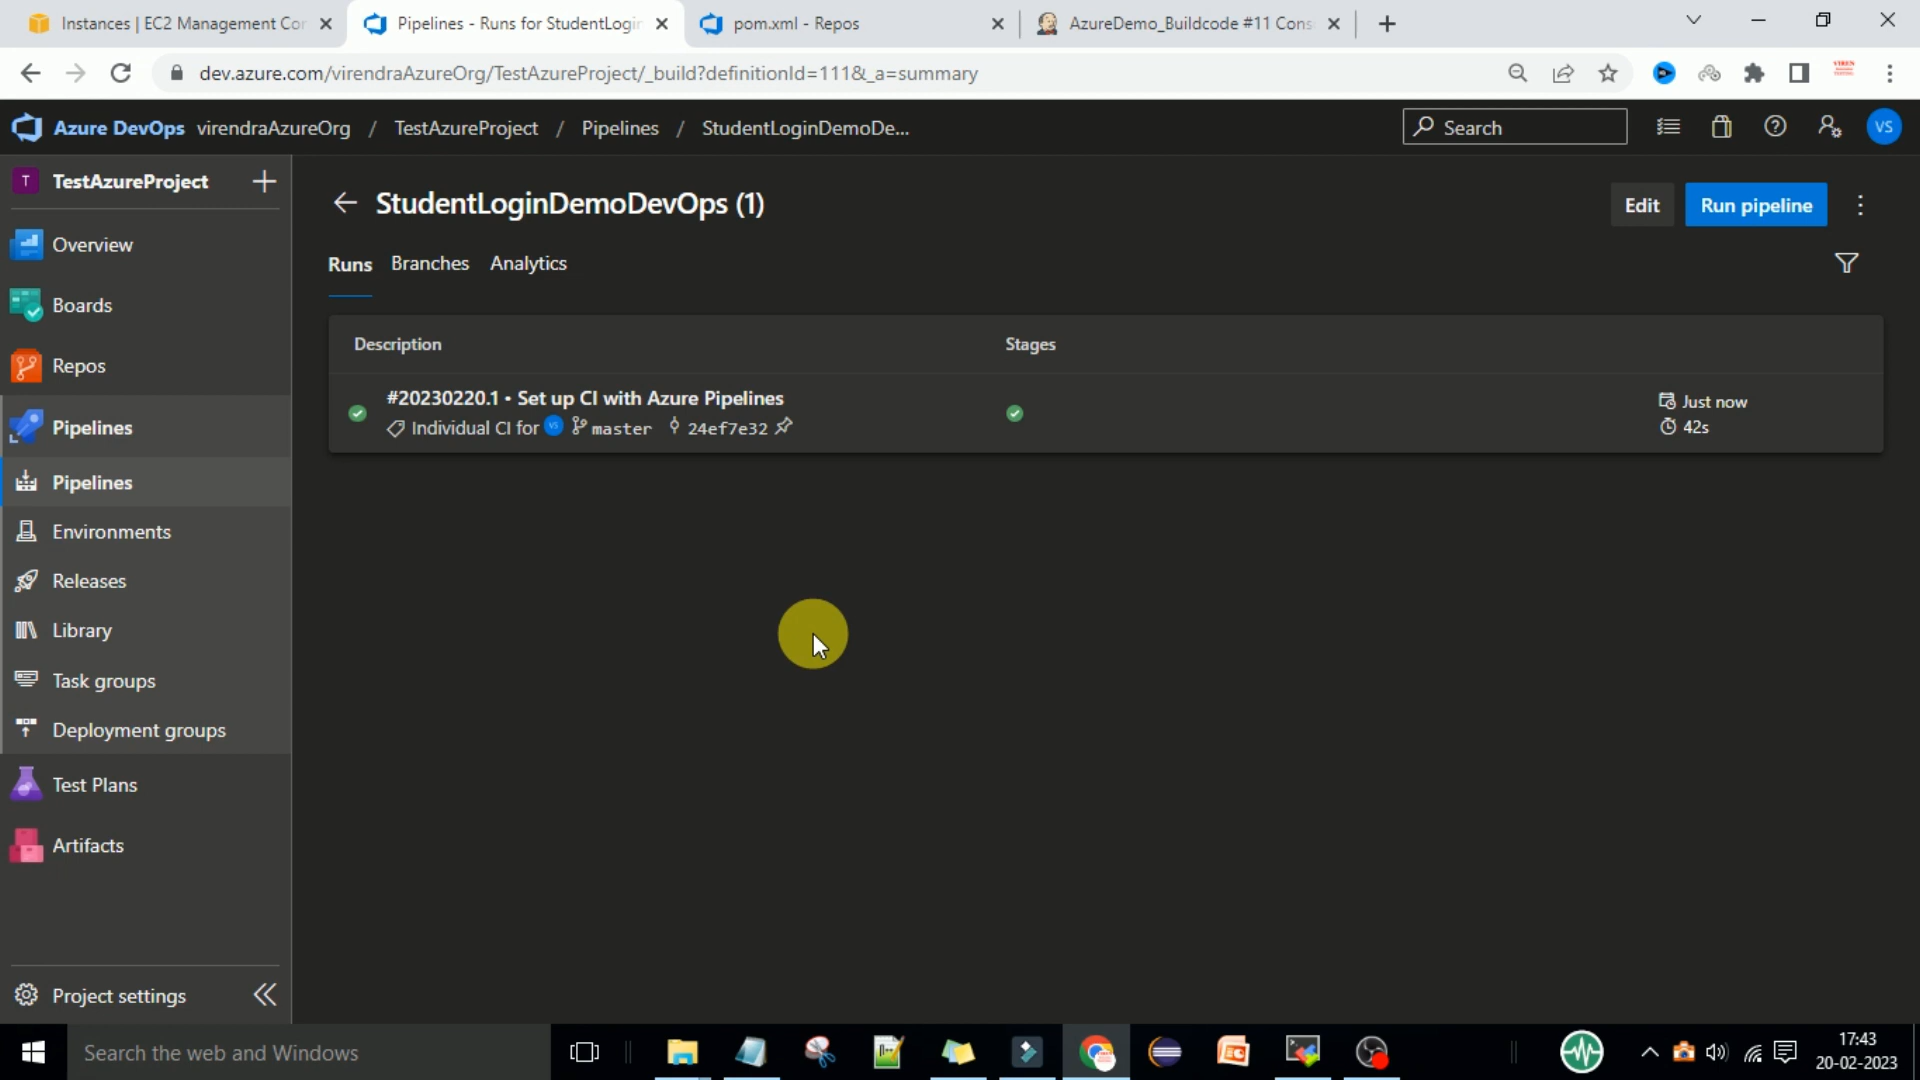 Instances | EC2 Management Cor
Pipelines - Runs for StudentLogin
pom.xml - Repos
AzureDemo_Buildcode #11 Cons
dev.azure.com/virendraAzureOrg/TestAzureProject/_build?definitionId=111&_a=summary
Azure DevOps virendraAzureOrg / TestAzureProject / Pipelines / StudentLoginDemoDe...
Search
VS
T TestAzureProject
StudentLoginDemoDevOps (1)
Edit
Run pipeline
Overview
Runs Branches Analytics
Boards
Description
Stages
Repos
#20230220.1 • Set up CI with Azure Pipelines
Just now
Individual CI for VS master 24ef7e32
42s
Pipelines
Pipelines
Environments
Releases
Library
Task groups
Deployment groups
Test Plans
Artifacts
Project settings
Search the web and Windows
17:43
20-02-2023